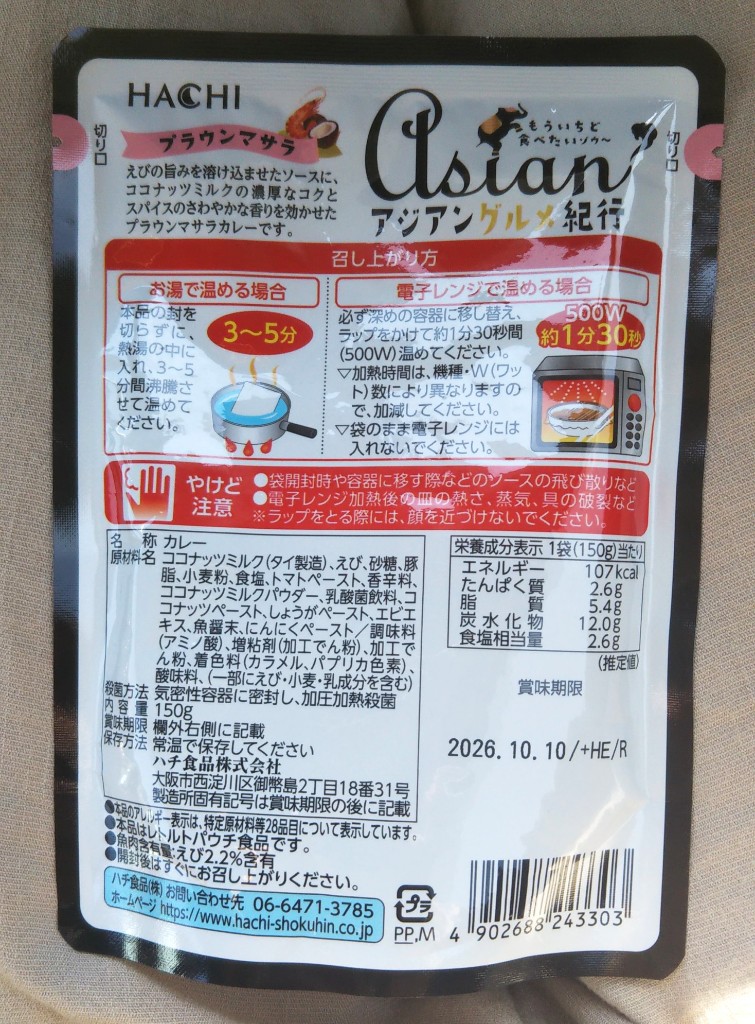 HACHI
ブラウンマサラ
えびの旨みを溶け込ませたソースに、
ココナッツミルクの濃厚なコクと
スパイスのさわやかな香りを効かせた
ブラウンマサラカレーです。
もういちど
食べたいゾウ〜
Asian
アジアングルメ紀行
切り口
切り口
召し上がり方
お湯で温める場合
3〜5分
本品の封を
切らずに、
熱湯の中に
入れ、3〜5
分間沸騰さ
せて温めて
ください。
電子レンジで温める場合
500W
約1分30秒
必ず深めの容器に移し替え、
ラップをかけて約1分30秒間
(500W)温めてください。
▽加熱時間は、機種・W(ワッ
ト)数により異なりますの
で、加減してください。
▽袋のまま電子レンジには
入れないでください。
やけど
注意
●袋開封時や容器に移す際などのソースの飛び散りなど
●電子レンジ加熱後の皿の熱さ、蒸気、具の破裂など
※ラップをとる際には、顔を近づけないでください。
名称 カレー
原材料名 ココナッツミルク(タイ製造)、えび、砂糖、豚
脂、小麦粉、食塩、トマトペースト、香辛料、
ココナツミルクパウダー、乳酸菌飲料、コ
コナッツペースト、しょうがペースト、エビエ
キス、魚醤末、にんにくペースト/調味料
(アミノ酸)、増粘剤(加工でん粉)、加工で
ん粉、着色料(カラメル、パプリカ色素)、
酸味料、(一部にえび・小麦・乳成分を含む)
殺菌方法 気密性容器に密封し、加圧加熱殺菌
内容量 150g
賞味期限 欄外右側に記載
保存方法 常温で保存してください
ハチ食品株式会社
大阪市西淀川区御幣島2丁目18番31号
製造所固有記号は賞味期限の後に記載
栄養成分表示 1袋(150g)当たり
エネルギー 107kcal
たんぱく質 2.6g
脂質 5.4g
炭水化物 12.0g
食塩相当量 2.6g
(推定値)
賞味期限
2026.10.10/+HE/R
●本品のアレルギー表示は、特定原材料等28品目について表示しています。
●本品はレトルトパウチ食品です。
●魚肉含有量:えび2.2%含有
●開封後はすぐにお召し上がりください。
ハチ食品(株)お問い合わせ先 06-6471-3785
ホームページ https://www.hachi-shokuhin.co.jp
プラ
PP,M
4 902688 243303